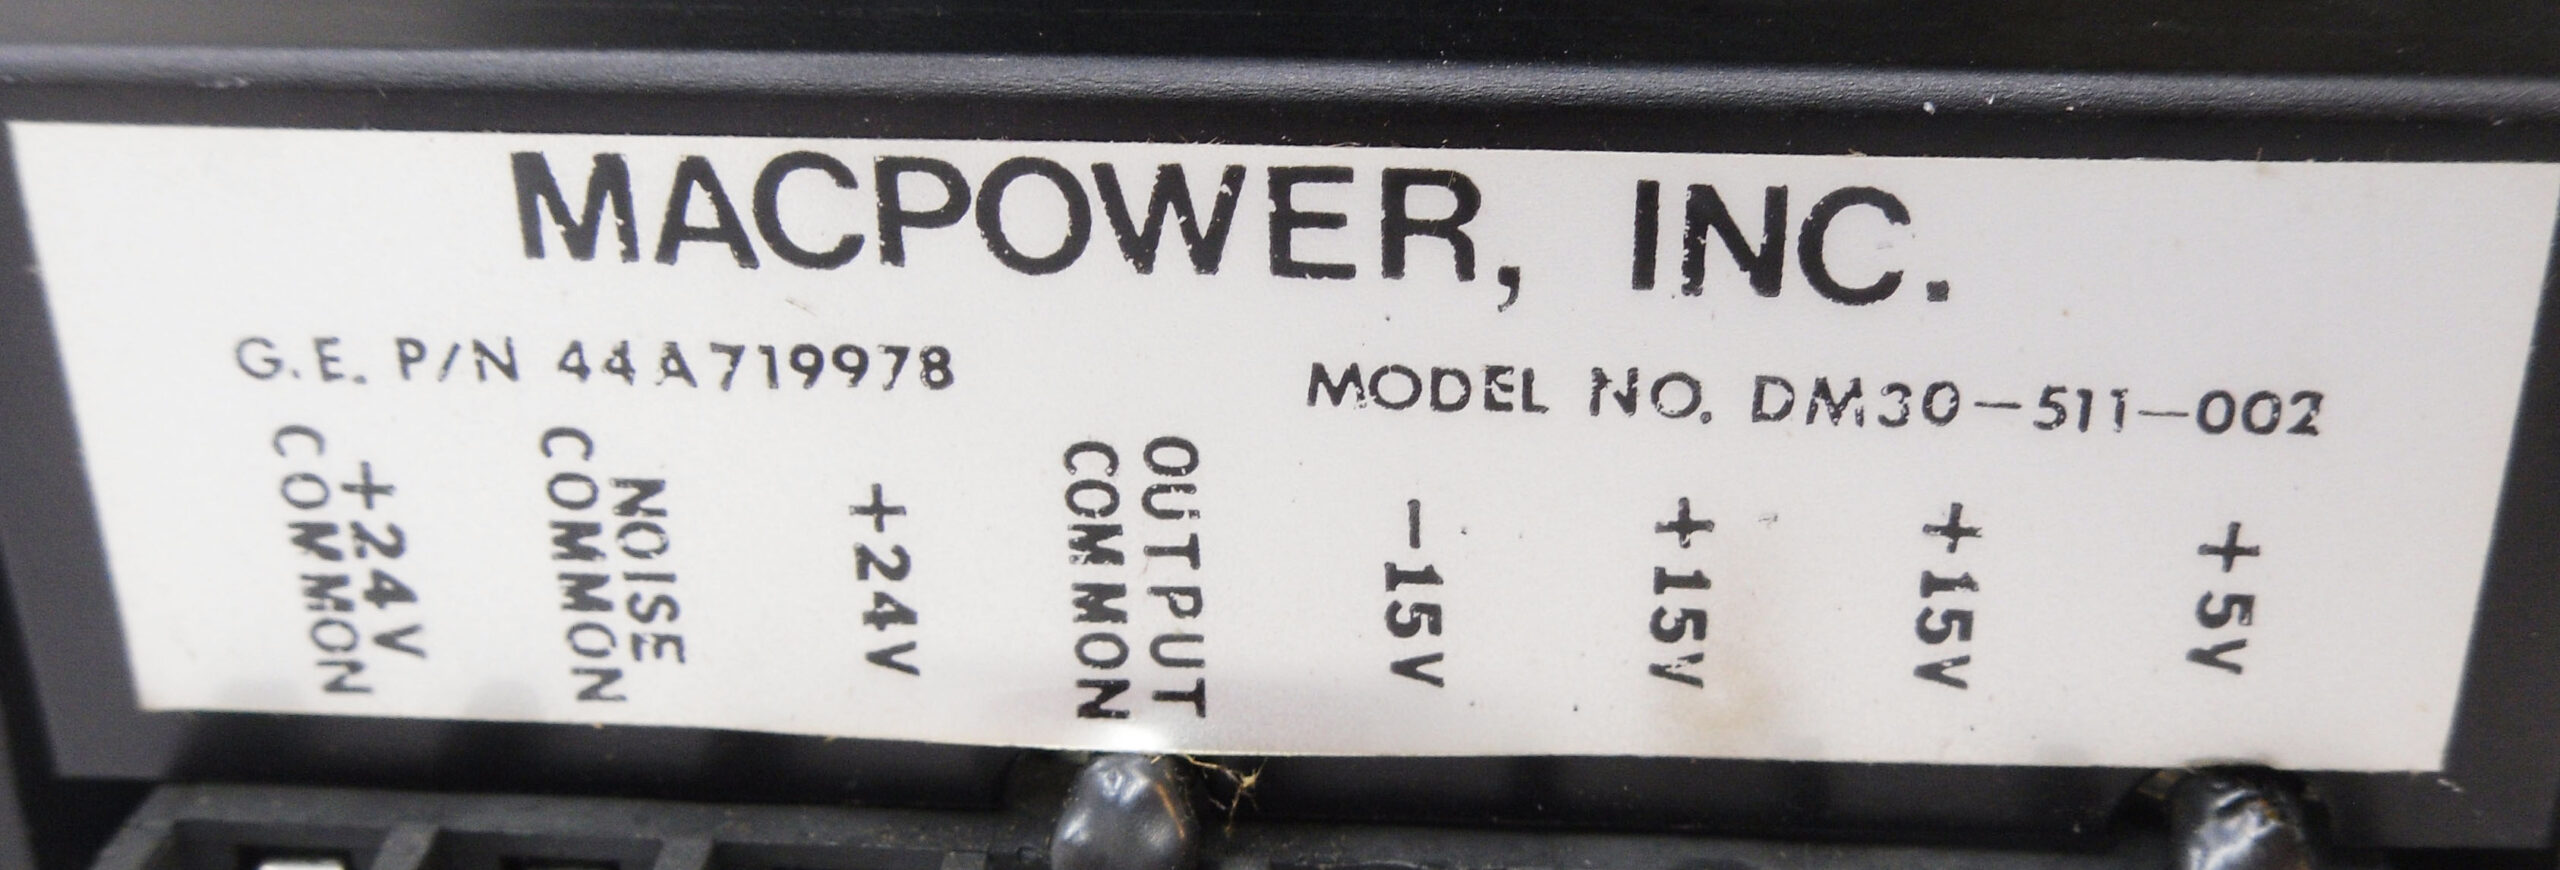 MACPOWER, INC.
G.E. P/N 44A719978
MODEL NO. DM30-511-002
+24V
COMMON
NOISE
COMMON
+24V
OUTPUT
COMMON
-15V
+15V
+15V
+5V